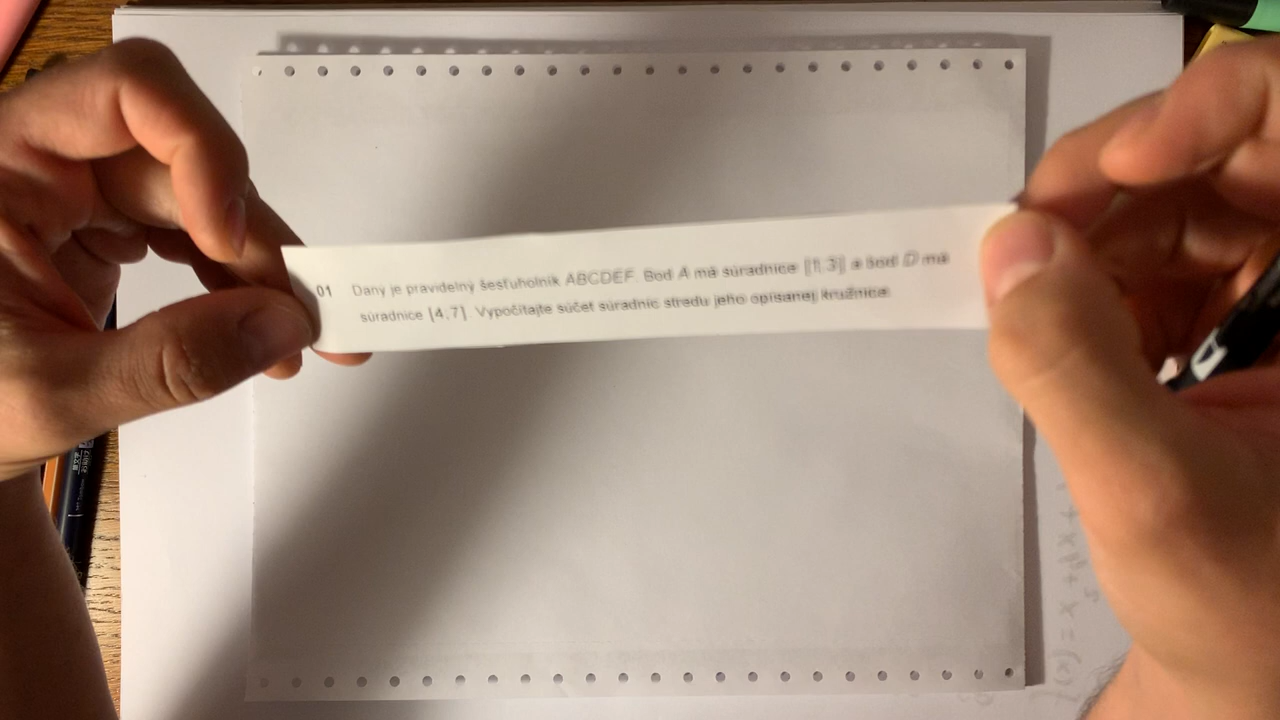 01 Daný je pravidelný šesťuholník ABCDEF. Bod A má súradnice [1,3] a bod D má
súradnice [4,7]. Vypočítajte súčet súradníc stredu jeho opísanej kružnice.